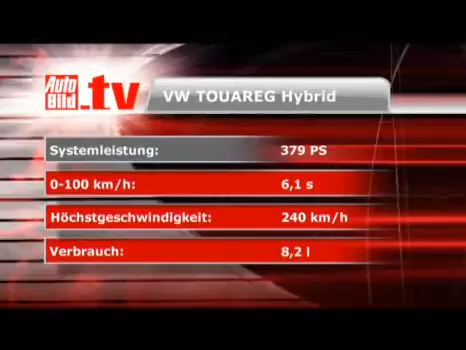 Auto
Bild
.tv
VW TOUAREG Hybrid
Systemleistung: 379 PS
0-100 km/h: 6,1 s
Höchstgeschwindigkeit: 240 km/h
Verbrauch: 8,2 l